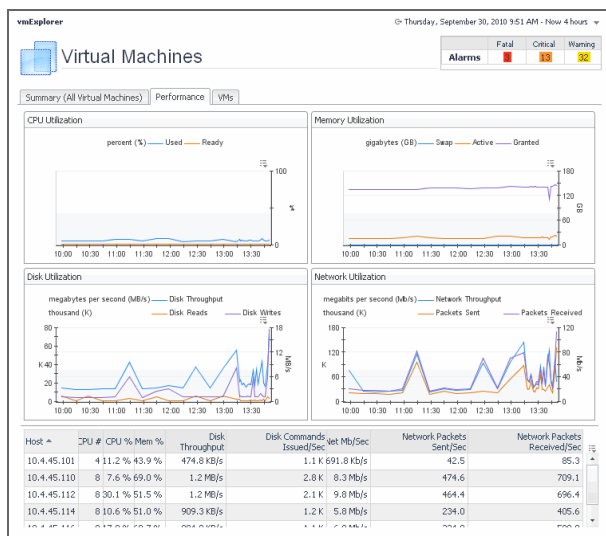 vmExplorer
Thursday, September 30, 2010 9:51 AM - Now 4 hours
Virtual Machines
Fatal Critical Warning
Alarms 3 13 32
Summary (All Virtual Machines) Performance VMs
CPU Utilization
percent (%) Used Ready
100
%
0
10:00 10:30 11:00 11:30 12:00 12:30 13:00 13:30
Memory Utilization
gigabytes (GB) Swap Active Granted
180
120
GB
60
0
10:00 10:30 11:00 11:30 12:00 12:30 13:00 13:30
Disk Utilization
megabytes per second (MB/s) Disk Throughput
thousand (K) Disk Reads Disk Writes
80 18
60 12
K 40 MB/s
20 6
0 0
10:00 10:30 11:00 11:30 12:00 12:30 13:00 13:30
Network Utilization
megabits per second (Mb/s) Network Throughput
thousand (K) Packets Sent Packets Received
180 120
120 80
K Mb/s
60 40
0 0
10:00 10:30 11:00 11:30 12:00 12:30 13:00 13:30
Host CPU # CPU % Mem % Disk Throughput Disk Commands Issued/Sec Net Mb/Sec Network Packets Sent/Sec Network Packets Received/Sec
10.4.45.101 4 11.2 % 43.9 % 474.8 KB/s 1.1 K 691.8 Kb/s 42.5 85.3
10.4.45.110 8 7.6 % 69.0 % 1.2 MB/s 2.8 K 8.3 Mb/s 474.6 709.1
10.4.45.112 8 30.1 % 51.5 % 1.2 MB/s 2.1 K 9.8 Mb/s 464.4 696.4
10.4.45.114 8 10.6 % 51.0 % 909.3 KB/s 1.2 K 5.8 Mb/s 234.0 405.6